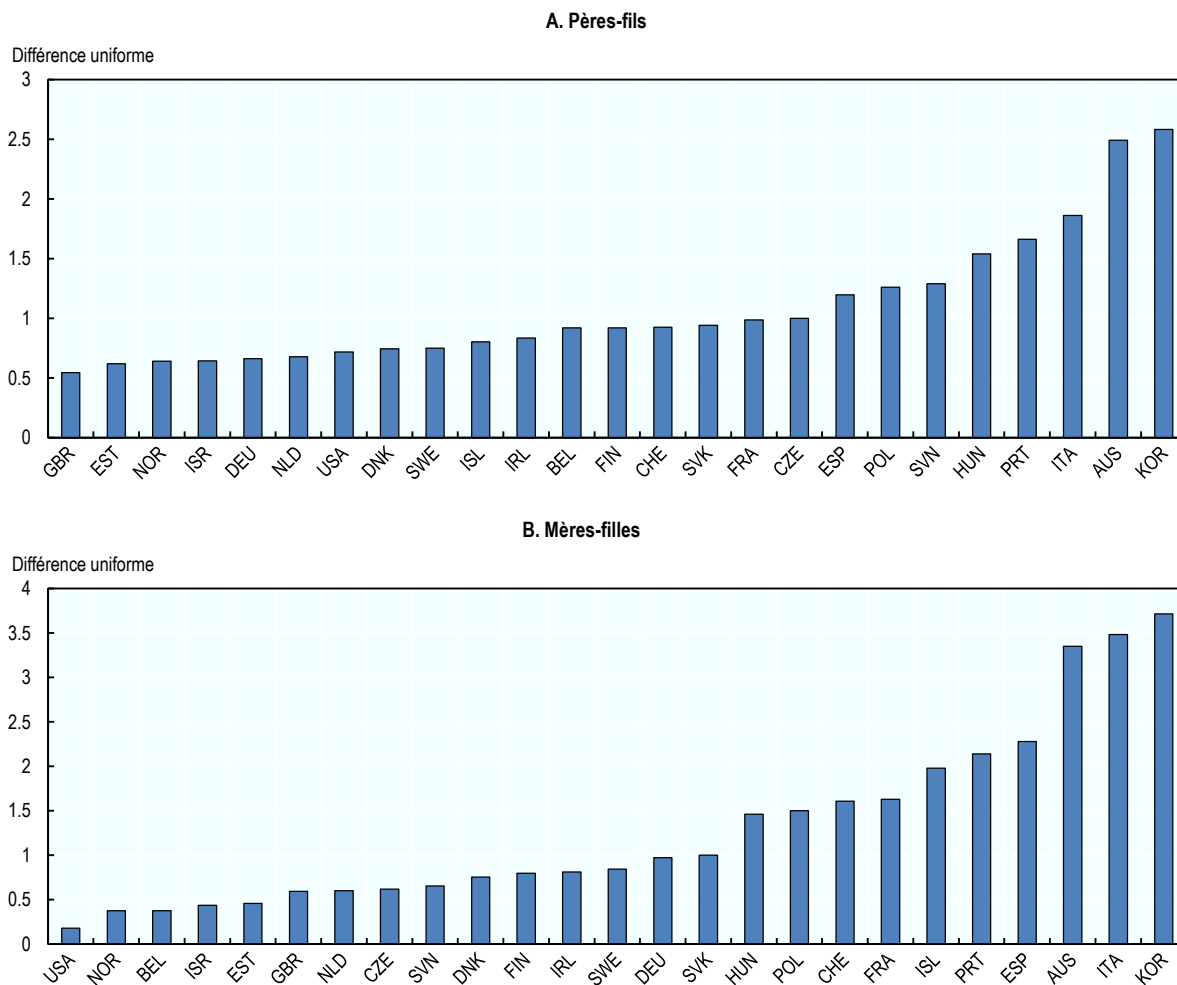 A. Pères-fils
Différence uniforme
3
2.5
2
1.5
1
0.5
0
GBR EST NOR ISR DEU NLD USA DNK SWE ISL IRL BEL FIN CHE SVK FRA CZE ESP POL SVN HUN PRT ITA AUS KOR
B. Mères-filles
Différence uniforme
4
3.5
3
2.5
2
1.5
1
0.5
0
USA NOR BEL ISR EST GBR NLD CZE SVN DNK FIN IRL SWE DEU SVK HUN POL CHE FRA ISL PRT ESP AUS ITA KOR